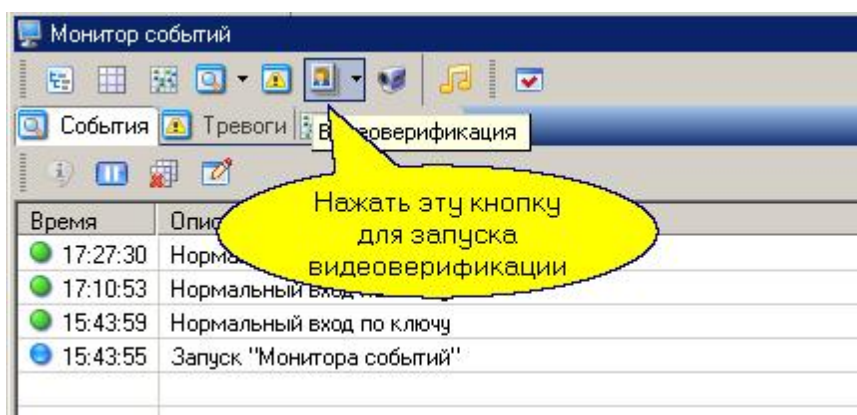 Монитор событий
События Тревоги
Видеоверификация
Нажать эту кнопку
для запуска
видеоверификации
Время Опис
17:27:30 Норма
17:10:53 Нормальный вход
15:43:59 Нормальный вход по ключу
15:43:55 Запуск "Монитора событий"